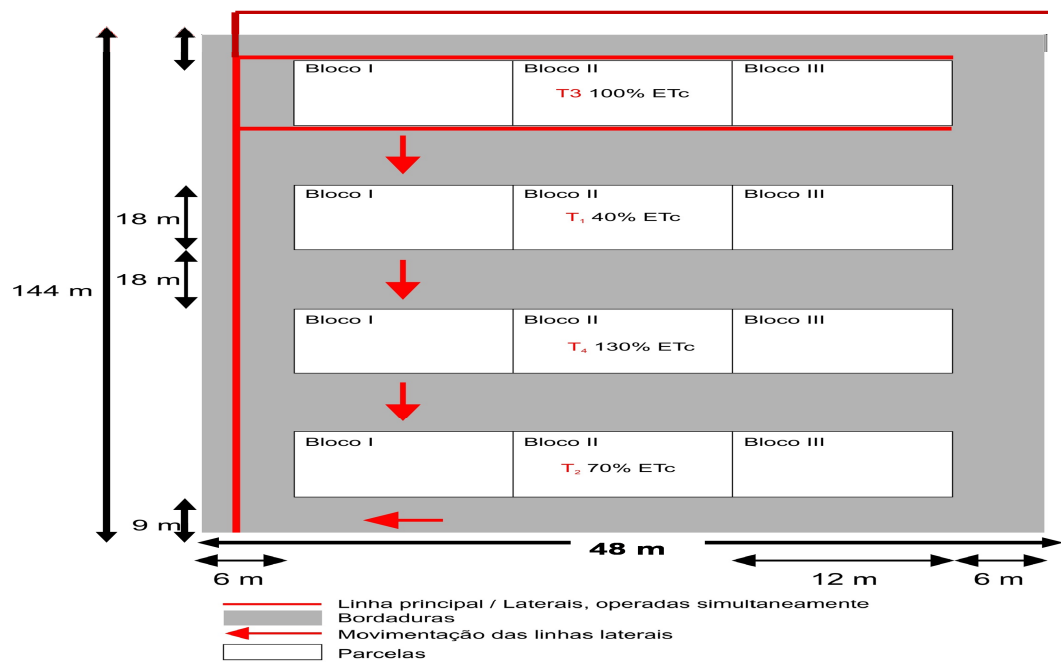 Bloco I Bloco II Bloco III
T3 100% ETc
Bloco I Bloco II Bloco III
18 m
T₁ 40% ETc
18 m
144 m
Bloco I Bloco II Bloco III
T₄ 130% ETc
Bloco I Bloco II Bloco III
T₂ 70% ETc
9 m
48 m
6 m 12 m 6 m
Linha principal / Laterais, operadas simultaneamente
Bordaduras
Movimentação das linhas laterais
Parcelas